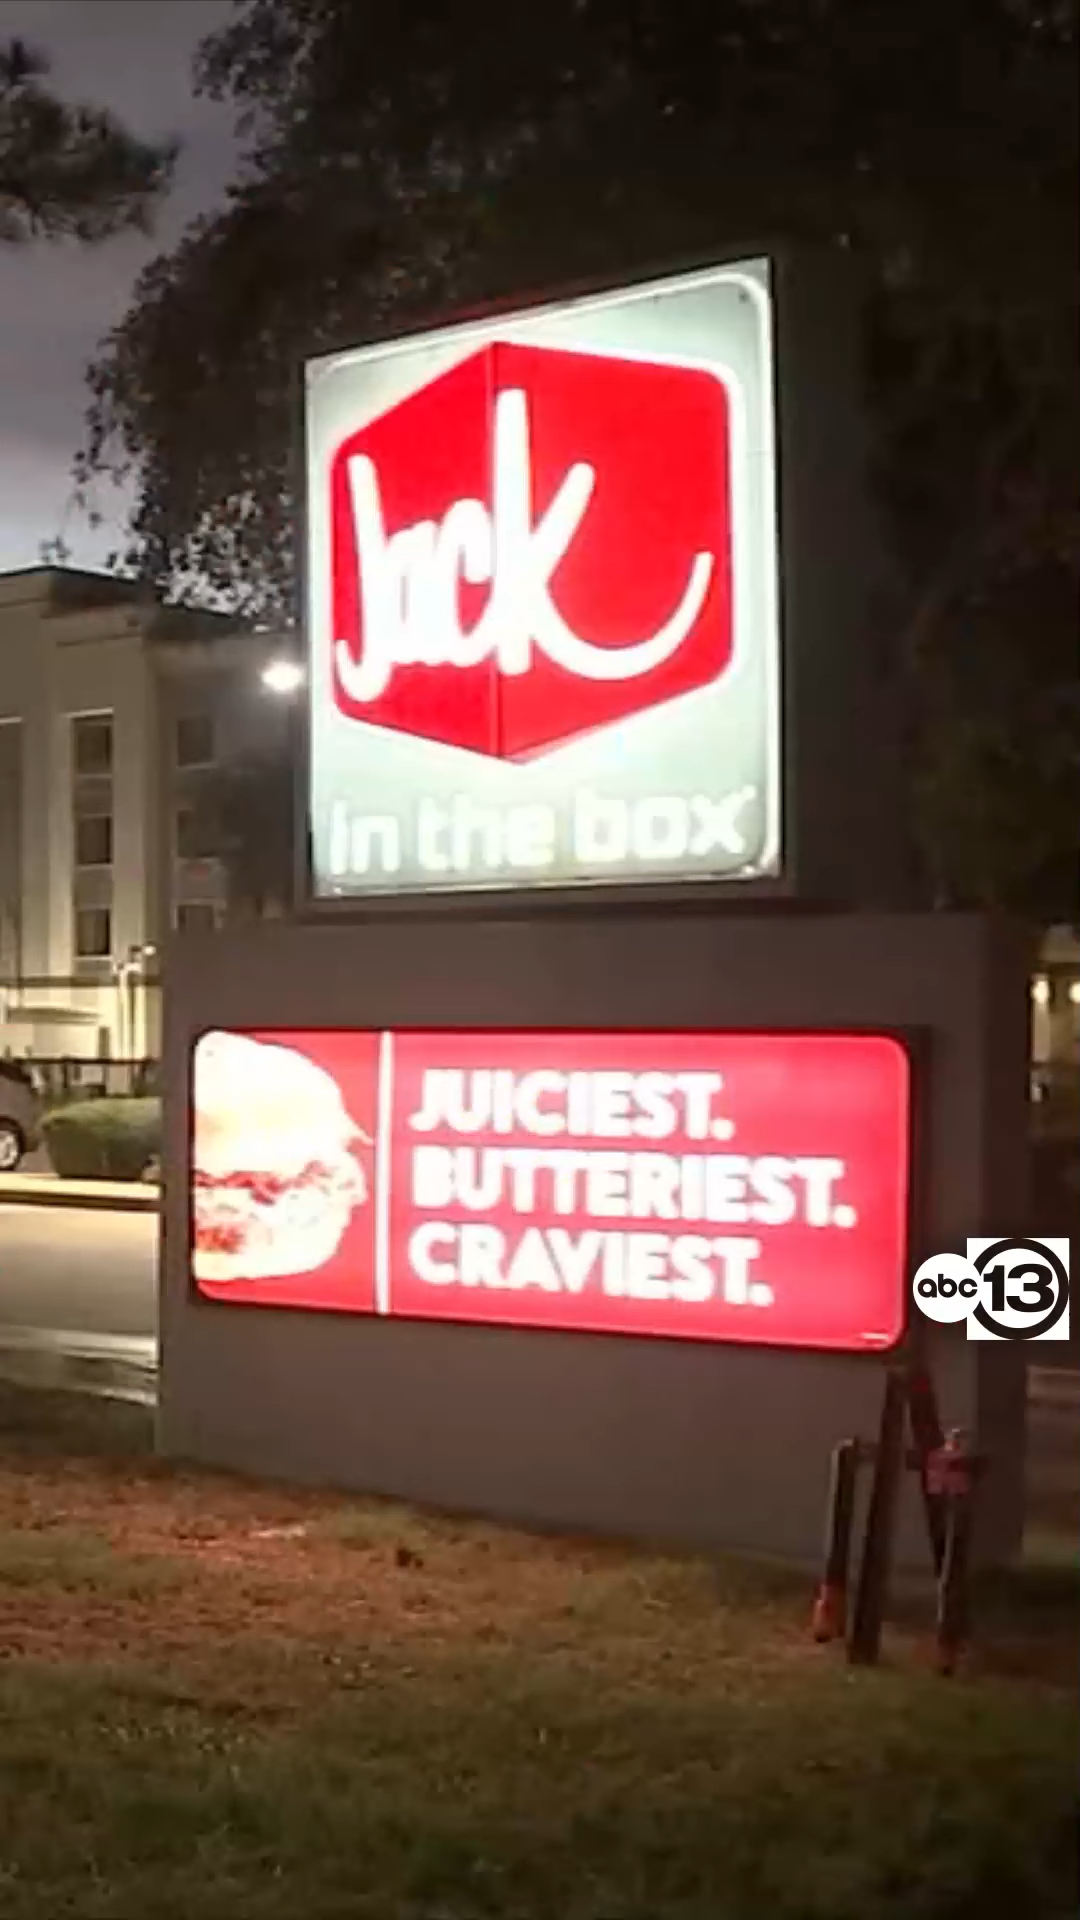 Jack
in the box
JUICIEST.
BUTTERIEST.
CRAVIEST.
abc 13